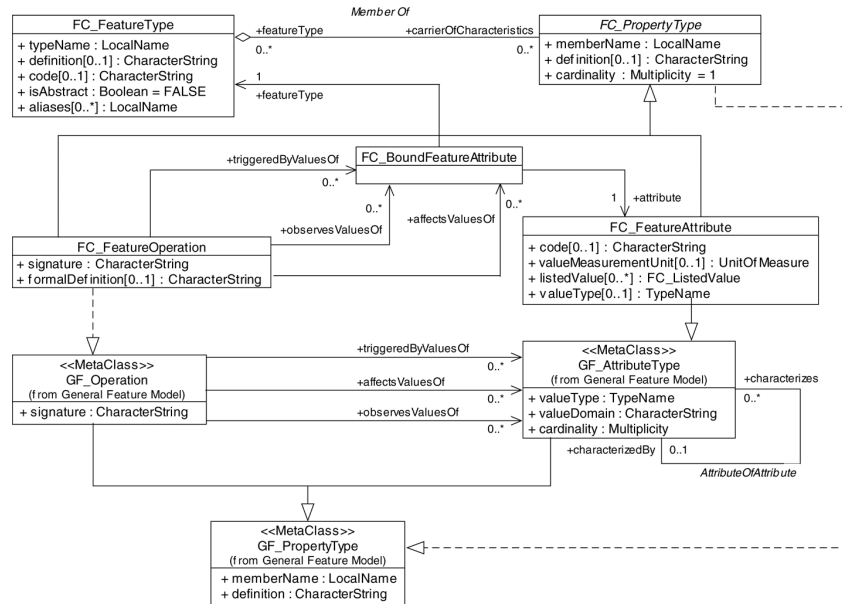 Member Of
FC_FeatureType
+ typeName : LocalName
+ definition[0..1] : CharacterString
+ code[0..1] : CharacterString
+ isAbstract : Boolean = FALSE
+ aliases[0..*] : LocalName
+featureType
0..*
+carrierOfCharacteristics
0..*
FC_PropertyType
+ memberName : LocalName
+ definition[0..1] : CharacterString
+ cardinality : Multiplicity = 1
1
+featureType
+triggeredByValuesOf
0..*
FC_BoundFeatureAttribute
0..*
+observesValuesOf
+affectsValuesOf
0..*
1
+attribute
FC_FeatureOperation
+ signature : CharacterString
+ formalDefinition[0..1] : CharacterString
FC_FeatureAttribute
+ code[0..1] : CharacterString
+ valueMeasurementUnit[0..1] : UnitOfMeasure
+ listedValue[0..*] : FC_ListedValue
+ valueType[0..1] : TypeName
<<MetaClass>>
GF_Operation
(from General Feature Model)
+ signature : CharacterString
+triggeredByValuesOf
0..*
+affectsValuesOf
0..*
+observesValuesOf
0..*
<<MetaClass>>
GF_AttributeType
(from General Feature Model)
+ valueType : TypeName
+ valueDomain : CharacterString
+ cardinality : Multiplicity
+characterizes
0..*
+characterizedBy
0..1
AttributeOfAttribute
<<MetaClass>>
GF_PropertyType
(from General Feature Model)
+ memberName : LocalName
+ definition : CharacterString